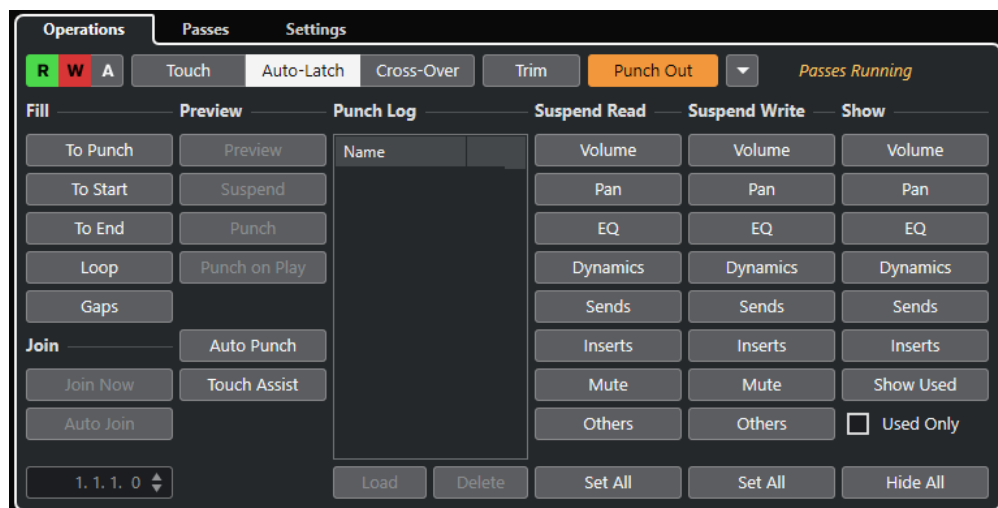 Operations Passes Settings
R W A Touch Auto-Latch Cross-Over Trim Punch Out Passes Running
Fill Preview Punch Log Suspend Read Suspend Write Show
To Punch Preview Name Volume Volume Volume
To Start Suspend Pan Pan Pan
To End Punch EQ EQ EQ
Loop Punch on Play Dynamics Dynamics Dynamics
Gaps Sends Sends Sends
Join Auto Punch Inserts Inserts Inserts
Join Now Touch Assist Mute Mute Show Used
Auto Join Others Others Used Only
1. 1. 1. 0 Load Delete Set All Set All Hide All